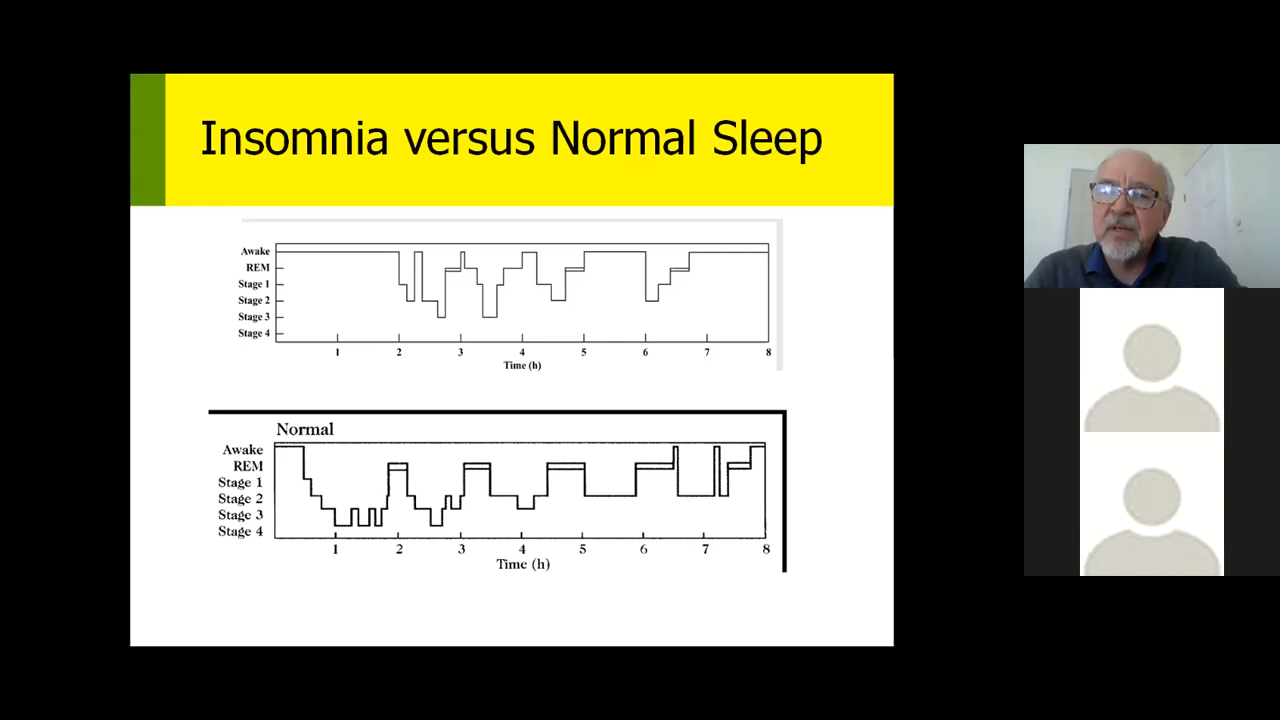 Insomnia versus Normal Sleep
Awake
REM
Stage 1
Stage 2
Stage 3
Stage 4
1 2 3 4 5 6 7 8
Time (h)
Normal
Awake
REM
Stage 1
Stage 2
Stage 3
Stage 4
1 2 3 4 5 6 7 8
Time (h)